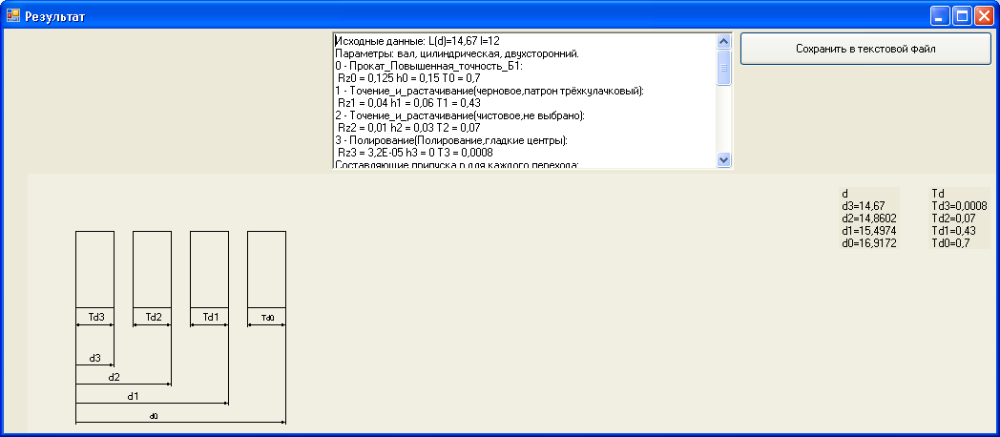 Результат
Исходные данные: L(d)=14,67 l=12
Параметры: вал, цилиндрическая, двухсторонний.
0 - Прокат_Повышенная_точность_Б1:
Rz0 = 0,125 h0 = 0,15 T0 = 0,7
1 - Точение_и_растачивание(черновое,патрон трёхкулачковый):
Rz1 = 0,04 h1 = 0,06 T1 = 0,43
2 - Точение_и_растачивание(чистовое,не выбрано):
Rz2 = 0,01 h2 = 0,03 T2 = 0,07
3 - Полирование(Полирование,гладкие центры):
Rz3 = 3,2E-05 h3 = 0 T3 = 0,0008
Составляющие припуска p для каждого перехода:
Сохранить в текстовой файл
d
d3=14,67
d2=14,8602
d1=15,4974
d0=16,9172
Td
Td3=0,0008
Td2=0,07
Td1=0,43
Td0=0,7
Td3 Td2 Td1 Td0
d3
d2
d1
d0